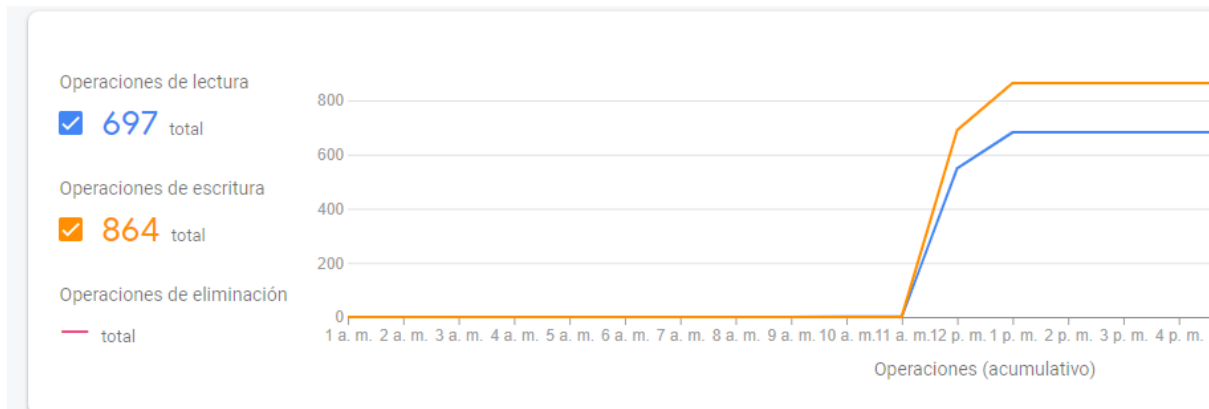 Operaciones de lectura
697 total
Operaciones de escritura
864 total
Operaciones de eliminación
total
800
600
400
200
0
1 a. m. 2 a. m. 3 a. m. 4 a. m. 5 a. m. 6 a. m. 7 a. m. 8 a. m. 9 a. m. 10 a. m. 11 a. m. 12 p. m. 1 p. m. 2 p. m. 3 p. m. 4 p. m.
Operaciones (acumulativo)